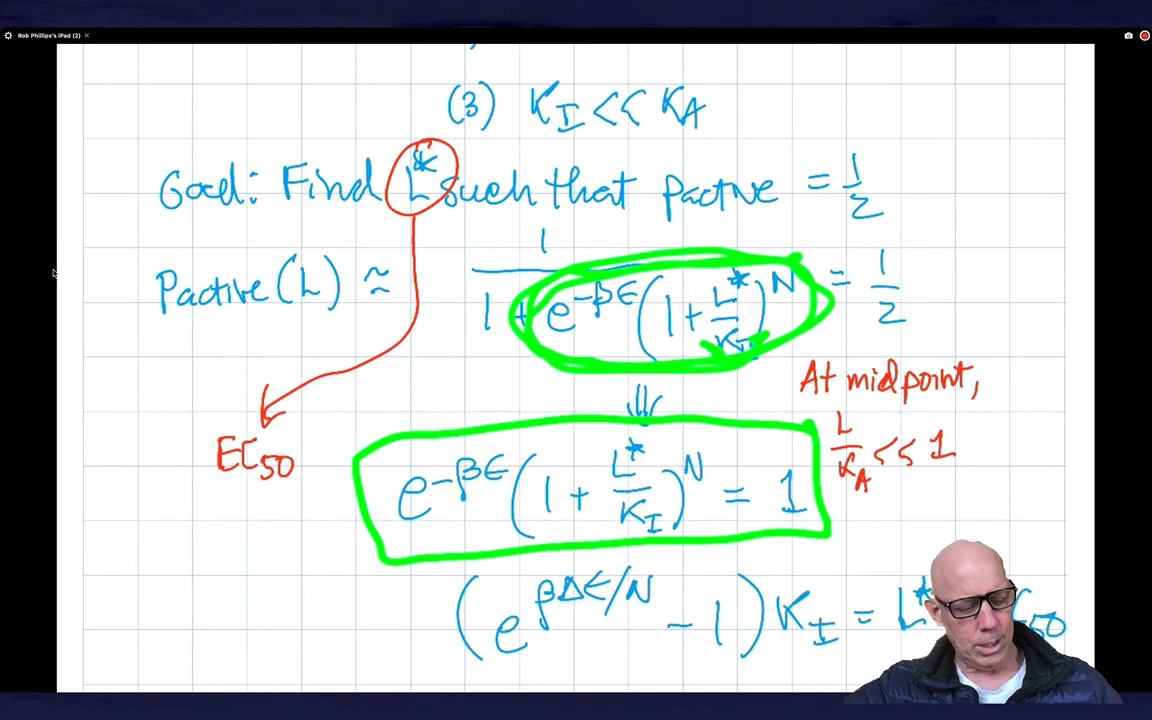 Rob Phillips's iPad (2) ×
(3) K_I << K_A
Goal: Find L* such that Pactive = 1/2
Pactive(L) ≈ 1/(1 + e^{-βε}(1 + L*/K_I)^N) = 1/2
At midpoint,
L/K_A << 1
EC50
e^{-βε}(1 + L*/K_I)^N = 1
(e^{βΔε/N} - 1) K_I = L*
50